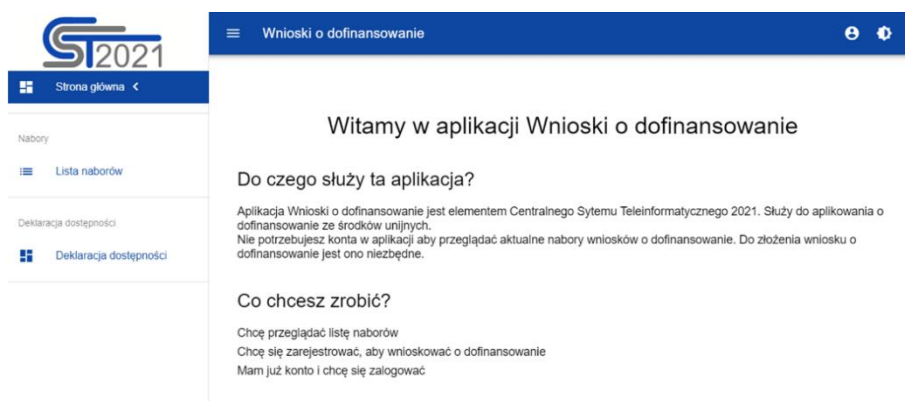 CST2021
Strona główna
Nabory
Lista naborów
Deklaracja dostępności
Deklaracja dostępności
Wnioski o dofinansowanie
Witamy w aplikacji Wnioski o dofinansowanie
Do czego służy ta aplikacja?
Aplikacja Wnioski o dofinansowanie jest elementem Centralnego Sytemu Teleinformatycznego 2021. Służy do aplikowania o
dofinansowanie ze środków unijnych.
Nie potrzebujesz konta w aplikacji aby przeglądać aktualne nabory wniosków o dofinansowanie. Do złożenia wniosku o
dofinansowanie jest ono niezbędne.
Co chcesz zrobić?
Chcę przeglądać listę naborów
Chcę się zarejestrować, aby wnioskować o dofinansowanie
Mam już konto i chcę się zalogować